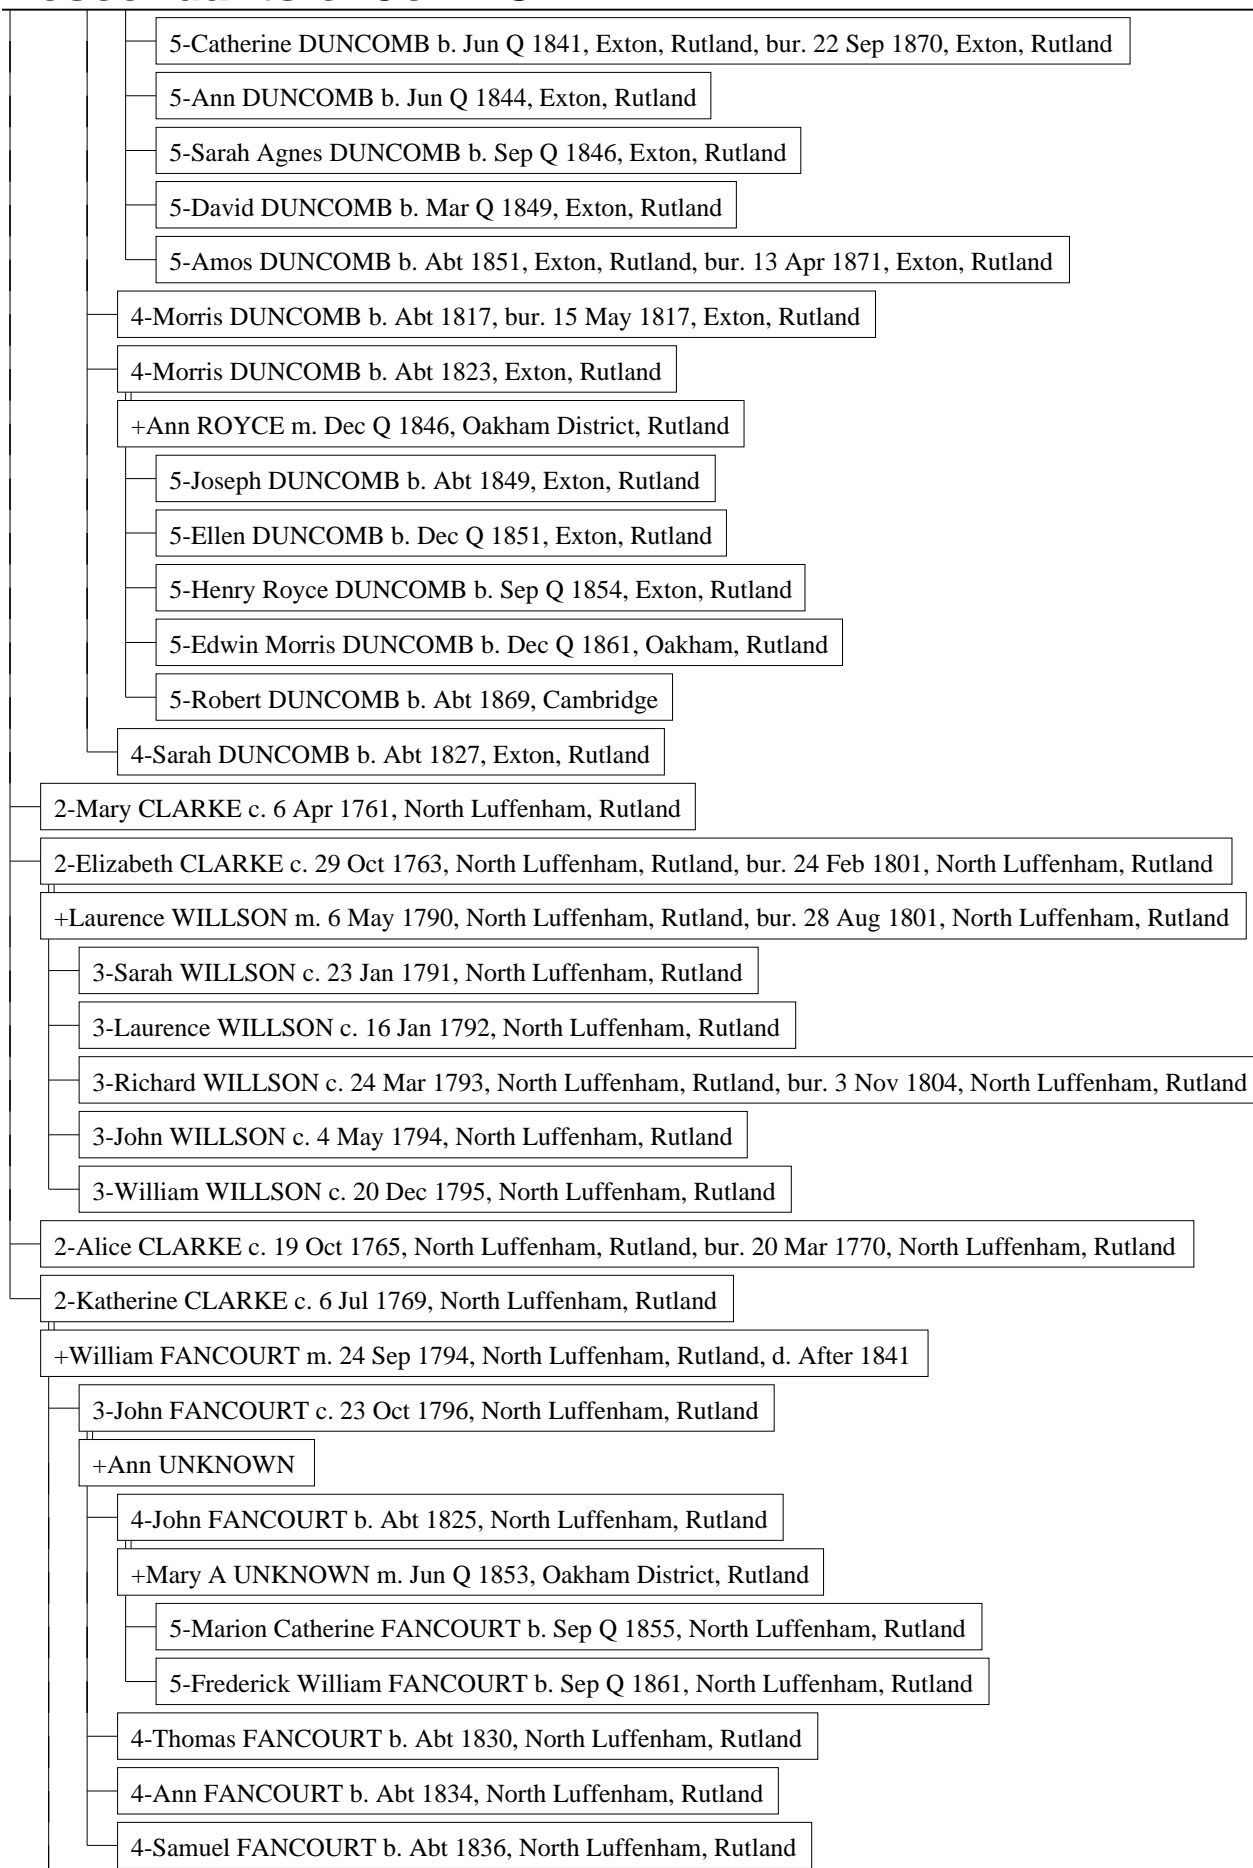 5-Catherine DUNCOMB b. Jun Q 1841, Exton, Rutland, bur. 22 Sep 1870, Exton, Rutland
5-Ann DUNCOMB b. Jun Q 1844, Exton, Rutland
5-Sarah Agnes DUNCOMB b. Sep Q 1846, Exton, Rutland
5-David DUNCOMB b. Mar Q 1849, Exton, Rutland
5-Amos DUNCOMB b. Abt 1851, Exton, Rutland, bur. 13 Apr 1871, Exton, Rutland
4-Morris DUNCOMB b. Abt 1817, bur. 15 May 1817, Exton, Rutland
4-Morris DUNCOMB b. Abt 1823, Exton, Rutland
+Ann ROYCE m. Dec Q 1846, Oakham District, Rutland
5-Joseph DUNCOMB b. Abt 1849, Exton, Rutland
5-Ellen DUNCOMB b. Dec Q 1851, Exton, Rutland
5-Henry Royce DUNCOMB b. Sep Q 1854, Exton, Rutland
5-Edwin Morris DUNCOMB b. Dec Q 1861, Oakham, Rutland
5-Robert DUNCOMB b. Abt 1869, Cambridge
4-Sarah DUNCOMB b. Abt 1827, Exton, Rutland
2-Mary CLARKE c. 6 Apr 1761, North Luffenham, Rutland
2-Elizabeth CLARKE c. 29 Oct 1763, North Luffenham, Rutland, bur. 24 Feb 1801, North Luffenham, Rutland
+Laurence WILLSON m. 6 May 1790, North Luffenham, Rutland, bur. 28 Aug 1801, North Luffenham, Rutland
3-Sarah WILLSON c. 23 Jan 1791, North Luffenham, Rutland
3-Laurence WILLSON c. 16 Jan 1792, North Luffenham, Rutland
3-Richard WILLSON c. 24 Mar 1793, North Luffenham, Rutland, bur. 3 Nov 1804, North Luffenham, Rutland
3-John WILLSON c. 4 May 1794, North Luffenham, Rutland
3-William WILLSON c. 20 Dec 1795, North Luffenham, Rutland
2-Alice CLARKE c. 19 Oct 1765, North Luffenham, Rutland, bur. 20 Mar 1770, North Luffenham, Rutland
2-Katherine CLARKE c. 6 Jul 1769, North Luffenham, Rutland
+William FANCOURT m. 24 Sep 1794, North Luffenham, Rutland, d. After 1841
3-John FANCOURT c. 23 Oct 1796, North Luffenham, Rutland
+Ann UNKNOWN
4-John FANCOURT b. Abt 1825, North Luffenham, Rutland
+Mary A UNKNOWN m. Jun Q 1853, Oakham District, Rutland
5-Marion Catherine FANCOURT b. Sep Q 1855, North Luffenham, Rutland
5-Frederick William FANCOURT b. Sep Q 1861, North Luffenham, Rutland
4-Thomas FANCOURT b. Abt 1830, North Luffenham, Rutland
4-Ann FANCOURT b. Abt 1834, North Luffenham, Rutland
4-Samuel FANCOURT b. Abt 1836, North Luffenham, Rutland